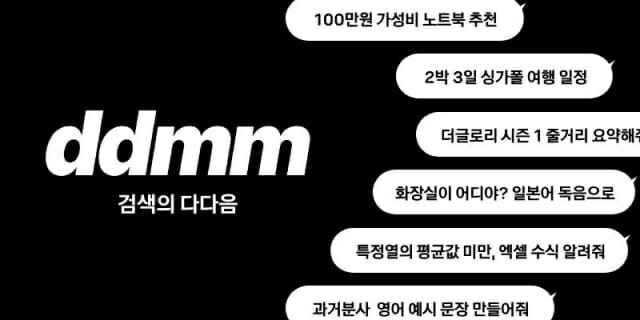 100만원 가성비 노트북 추천
2박 3일 싱가폴 여행 일정
더글로리 시즌 1 줄거리 요약해
ddmm
검색의 다다음
화장실이 어디야? 일본어 독음으로
특정열의 평균값 미만, 엑셀 수식 알려줘
과거분사 영어 예시 문장 만들어줘